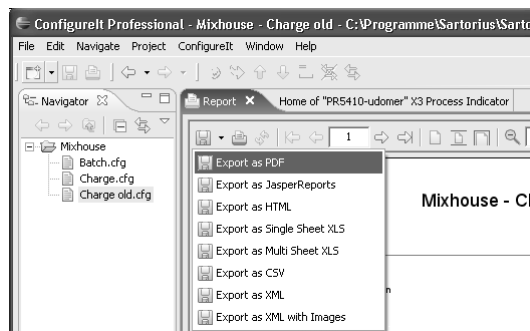 ConfigureIt Professional - Mixhouse - Charge old - C:\Programme\Sartorius\Sarto
File Edit Navigate Project ConfigureIt Window Help
Navigator
Report
Home of "PR5410-udomer" X3 Process Indicator
1
Mixhouse
Batch.cfg
Charge.cfg
Charge old.cfg
Export as PDF
Export as JasperReports
Export as HTML
Export as Single Sheet XLS
Export as Multi Sheet XLS
Export as CSV
Export as XML
Export as XML with Images
Mixhouse - C
n